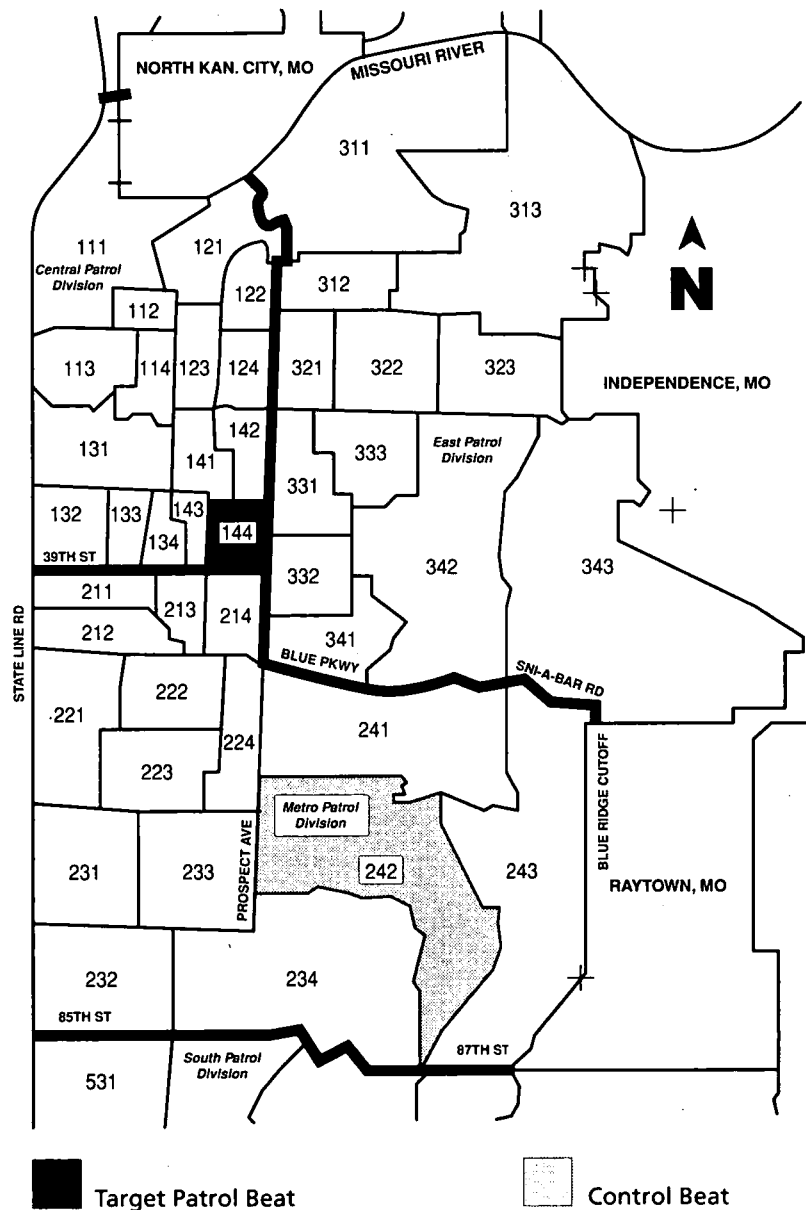 NORTH KAN. CITY, MO
MISSOURI RIVER
311
313
111
121
Central Patrol
Division
N
122
312
112
113
114
123
124
321
322
323
INDEPENDENCE, MO
131
142
141
333
East Patrol
Division
331
132
133
143
134
144
39TH ST
332
342
343
211
213
214
212
341
STATE LINE RD
BLUE PKWY
SNI-A-BAR RD
222
221
224
241
223
BLUE RIDGE CUTOFF
Metro Patrol
Division
PROSPECT AVE
231
233
242
243
RAYTOWN, MO
232
234
85TH ST
87TH ST
South Patrol
Division
531
Target Patrol Beat
Control Beat